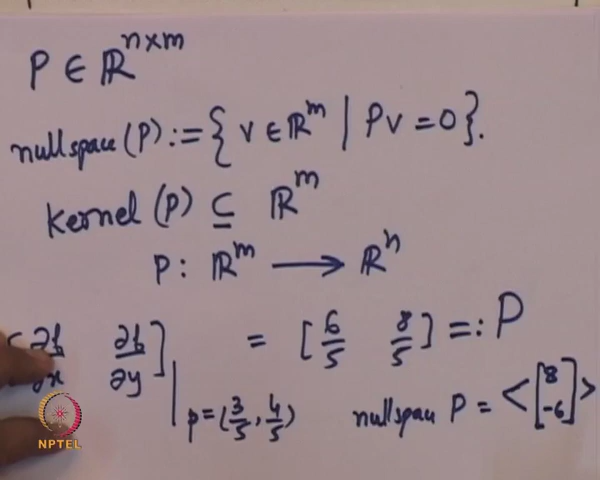 P ∈ ℝ^{n×m}
nullspace (P) := { v ∈ ℝ^m | Pv = 0 }.
kernel (P) ⊆ ℝ^m
P : ℝ^m ⟶ ℝ^n
[ ∂f/∂x ∂f/∂y ] |_{p = (3/5, 4/5)} = [ 6/5 8/5 ] =: P
nullspace P = < [ 8 -6 ] >
NPTEL